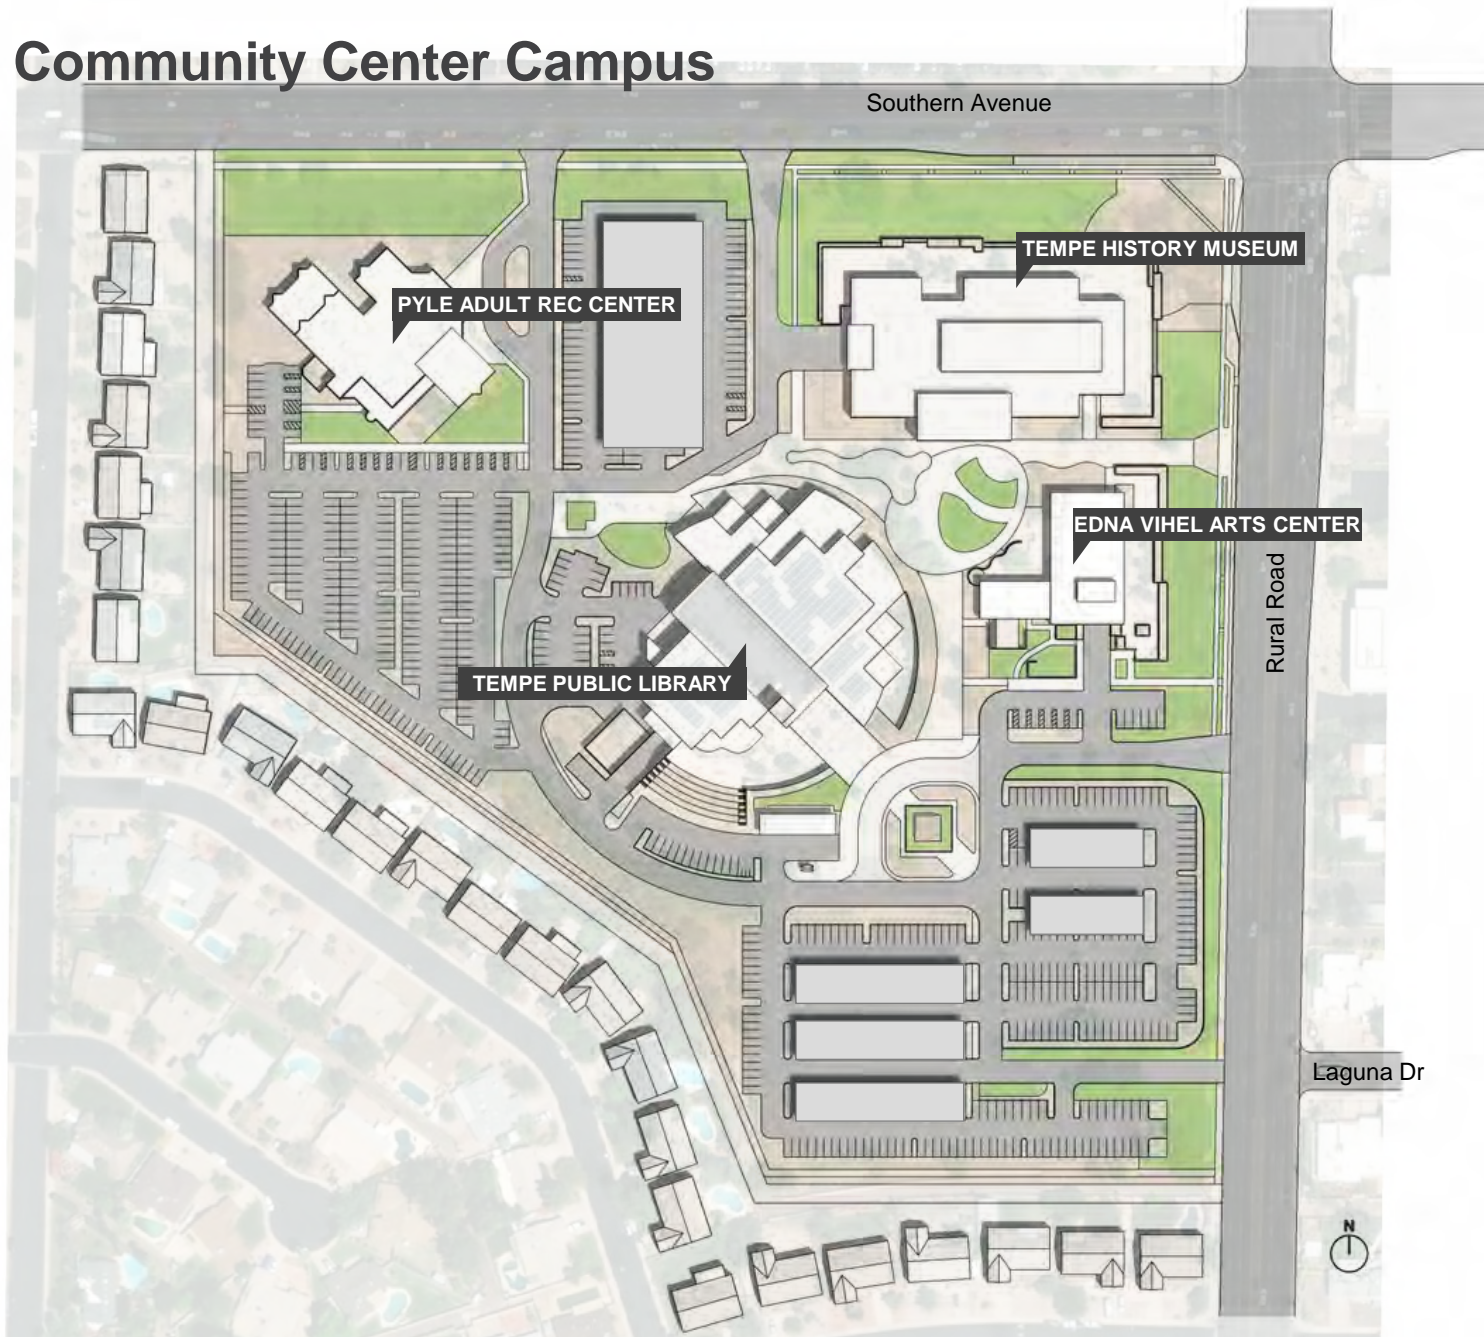 Community Center Campus
Southern Avenue
TEMPE HISTORY MUSEUM
PYLE ADULT REC CENTER
EDNA VIHEL ARTS CENTER
Rural Road
TEMPE PUBLIC LIBRARY
Laguna Dr
N